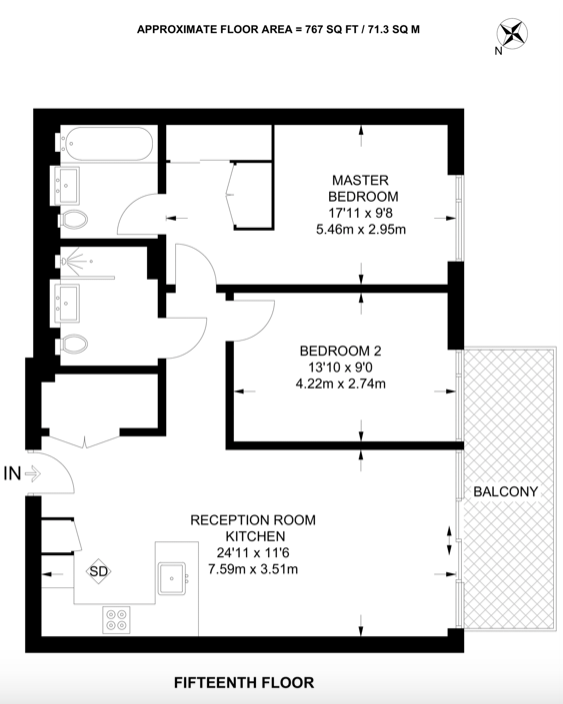 APPROXIMATE FLOOR AREA = 767 SQ FT / 71.3 SQ M
N
MASTER
BEDROOM
17'11 x 9'8
5.46m x 2.95m
BEDROOM 2
13'10 x 9'0
4.22m x 2.74m
IN
BALCONY
RECEPTION ROOM
KITCHEN
24'11 x 11'6
7.59m x 3.51m
SD
FIFTEENTH FLOOR